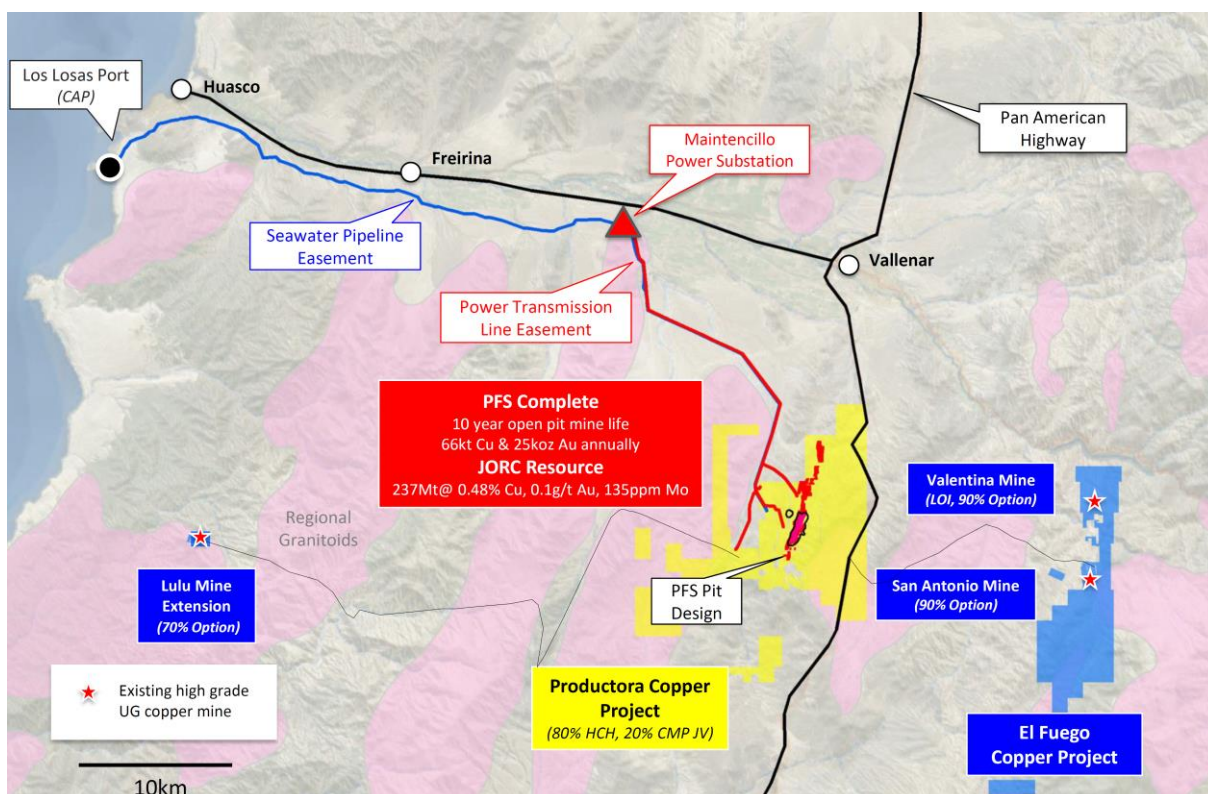 Los Losas Port
(CAP)
Huasco
Freirina
Maintencillo
Power Substation
Pan American
Highway
Seawater Pipeline
Easement
Vallenar
Power Transmission
Line Easement
PFS Complete
10 year open pit mine life
66kt Cu & 25koz Au annually
JORC Resource
237Mt@ 0.48% Cu, 0.1g/t Au, 135ppm Mo
Valentina Mine
(LOI, 90% Option)
Regional
Granitoids
Lulu Mine
Extension
(70% Option)
PFS Pit
Design
San Antonio Mine
(90% Option)
Existing high grade
UG copper mine
Productora Copper
Project
(80% HCH, 20% CMP JV)
El Fuego
Copper Project
10km